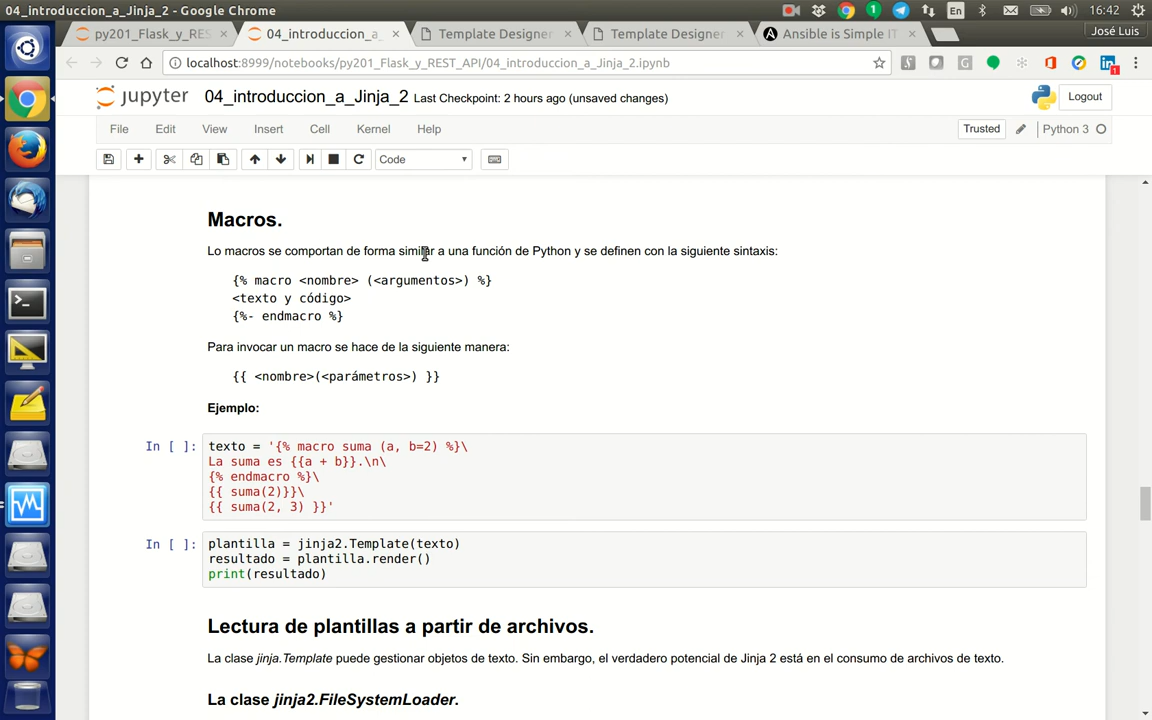 04_introduccion_a_Jinja_2 - Google Chrome
En
16:42
py201_Flask_y_RES
04_introduccion_a_
Template Designer
Template Designer
Ansible is Simple IT
José Luis
localhost:8999/notebooks/py201_Flask_y_REST_API/04_introduccion_a_Jinja_2.ipynb
jupyter 04_introduccion_a_Jinja_2 Last Checkpoint: 2 hours ago (unsaved changes)
Logout
File Edit View Insert Cell Kernel Help
Trusted
Python 3
Code
Macros.
Lo macros se comportan de forma similar a una función de Python y se definen con la siguiente sintaxis:
{% macro <nombre> (<argumentos>) %}
<texto y código>
{%- endmacro %}
Para invocar un macro se hace de la siguiente manera:
{{ <nombre>(<parámetros>) }}
Ejemplo:
In [ ]: texto = '{% macro suma (a, b=2) %}\
La suma es {{a + b}}.\n\
{% endmacro %}\
{{ suma(2)}}\
{{ suma(2, 3) }}'
In [ ]: plantilla = jinja2.Template(texto)
resultado = plantilla.render()
print(resultado)
Lectura de plantillas a partir de archivos.
La clase jinja.Template puede gestionar objetos de texto. Sin embargo, el verdadero potencial de Jinja 2 está en el consumo de archivos de texto.
La clase jinja2.FileSystemLoader.